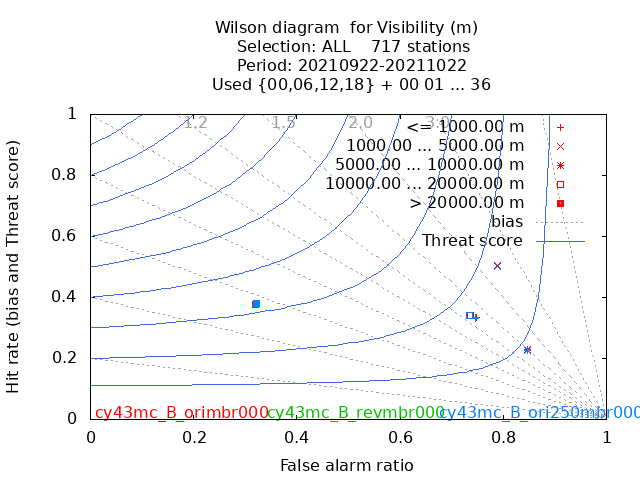 Wilson diagram  for Visibility (m)
Selection: ALL    717 stations
Period: 20210922-20211022
Used {00,06,12,18} + 00 01 ... 36
Hit rate (bias and Threat score)
1
0.8
0.6
0.4
0.2
0
1.2
1.5
2.0
3.0
<= 1000.00 m
1000.00 ... 5000.00 m
5000.00 ... 10000.00 m
10000.00 ... 20000.00 m
> 20000.00 m
bias
Threat score
cy43mc_B_orimbr000
cy43mc_B_revmbr000
cy43mc_B_ori250mbr000
0 0.2 0.4 0.6 0.8 1
False alarm ratio